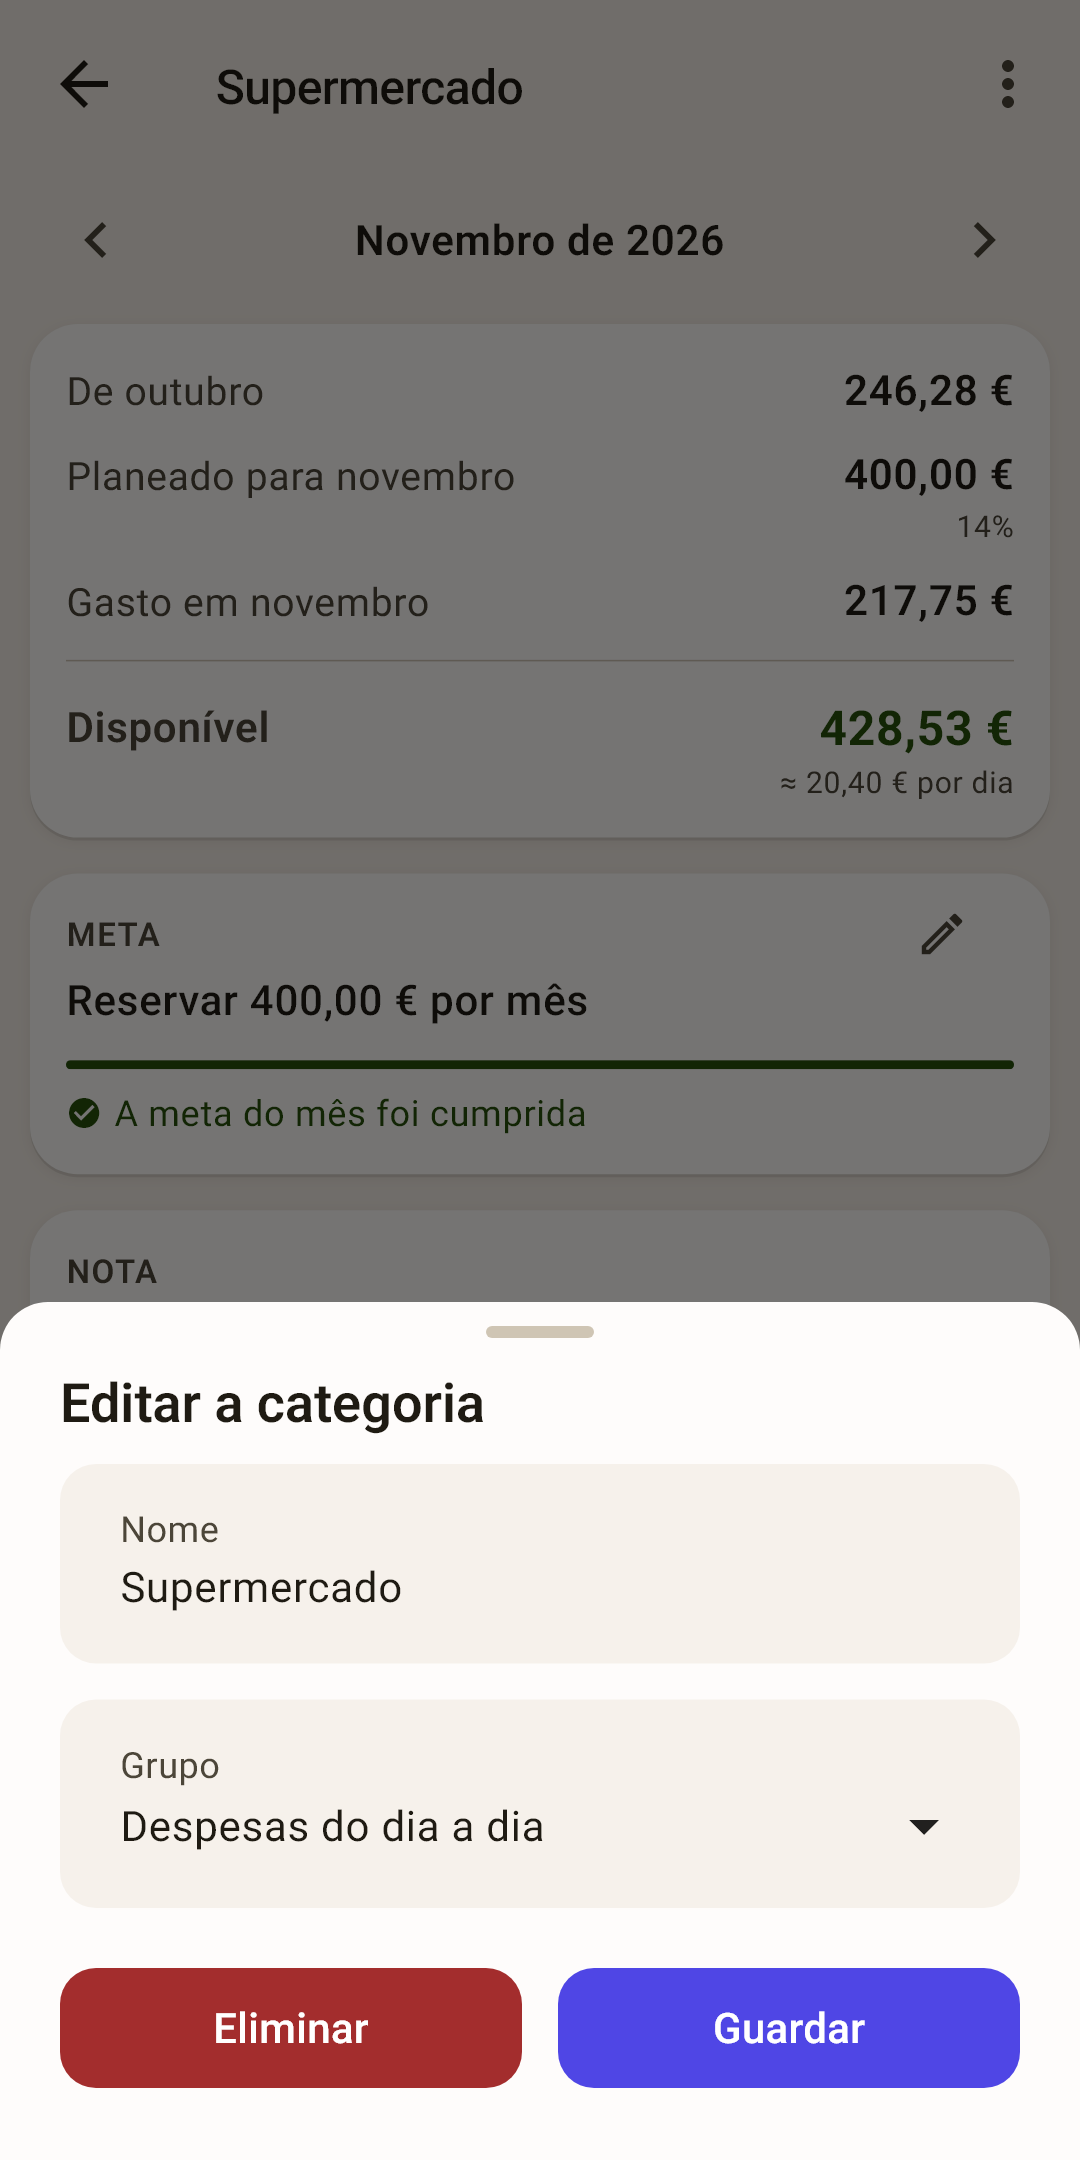 Supermercado
Novembro de 2026
De outubro 246,28 €
Planeado para novembro 400,00 €
14%
Gasto em novembro 217,75 €
Disponível 428,53 €
≈ 20,40 € por dia
META
Reservar 400,00 € por mês
A meta do mês foi cumprida
NOTA
Editar a categoria
Nome
Supermercado
Grupo
Despesas do dia a dia
Eliminar Guardar